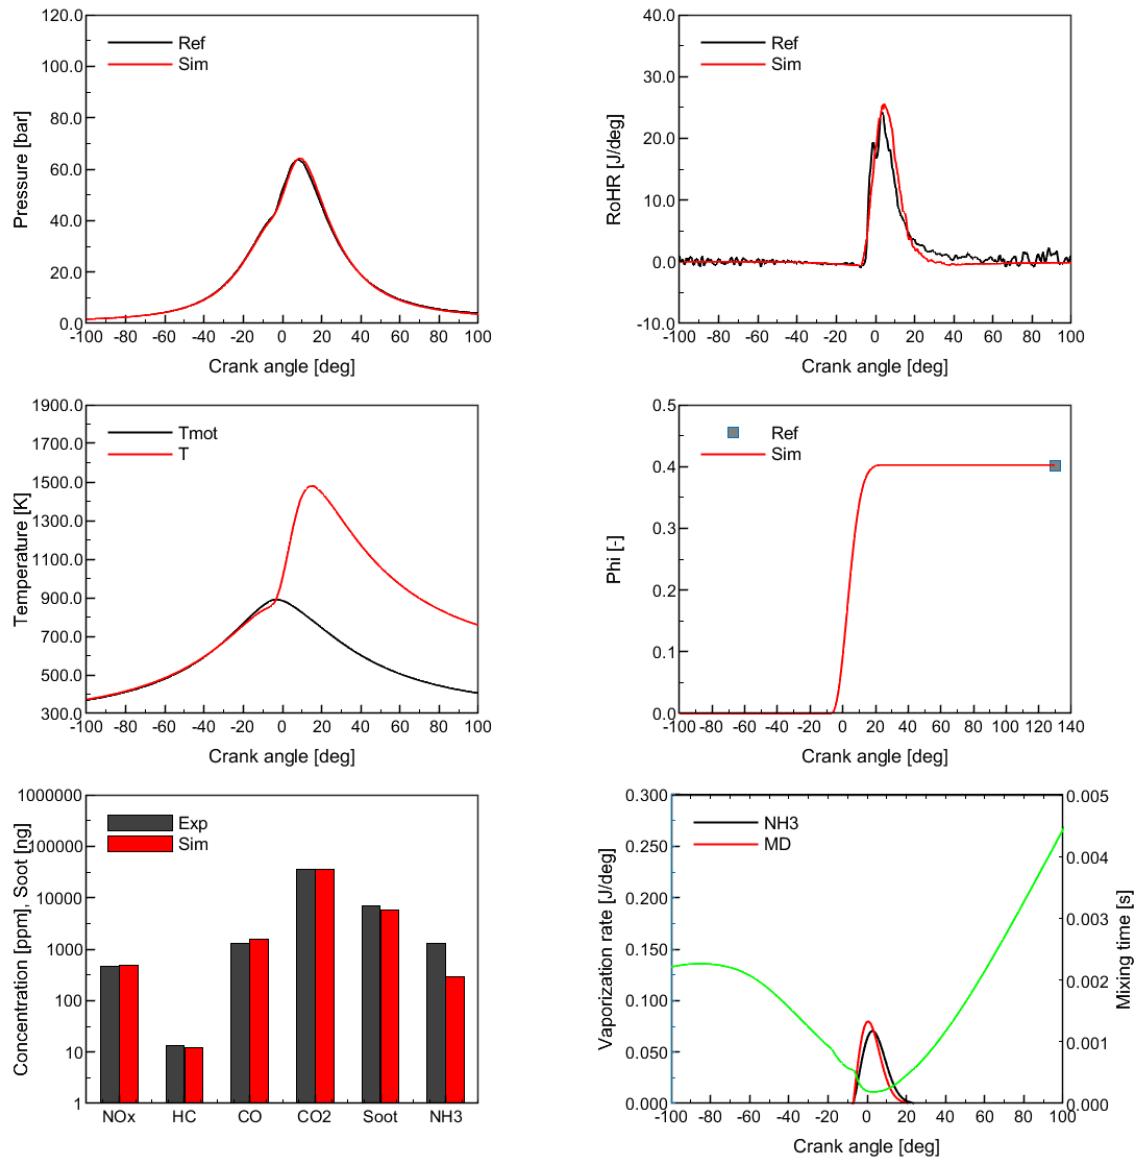 120.0
100.0
80.0
60.0
40.0
20.0
0.0
Pressure [bar]
Ref
Sim
-100 -80 -60 -40 -20 0 20 40 60 80 100
Crank angle [deg]
40.0
30.0
20.0
10.0
0.0
-10.0
RoHR [J/deg]
Ref
Sim
-100 -80 -60 -40 -20 0 20 40 60 80 100
Crank angle [deg]
1900.0
1700.0
1500.0
1300.0
1100.0
900.0
700.0
500.0
300.0
Temperature [K]
Tmot
T
-100 -80 -60 -40 -20 0 20 40 60 80 100
Crank angle [deg]
0.5
0.4
0.3
0.2
0.1
0.0
Phi [-]
Ref
Sim
-100 -80 -60 -40 -20 0 20 40 60 80 100 120 140
Crank angle [deg]
1000000
100000
10000
1000
100
10
1
Concentration [ppm], Soot [ng]
Exp
Sim
NOx HC CO CO2 Soot NH3
0.300
0.250
0.200
0.150
0.100
0.050
0.000
Vaporization rate [J/deg]
NH3
MD
0.005
0.004
0.003
0.002
0.001
0.000
Mixing time [s]
-100 -80 -60 -40 -20 0 20 40 60 80 100
Crank angle [deg]